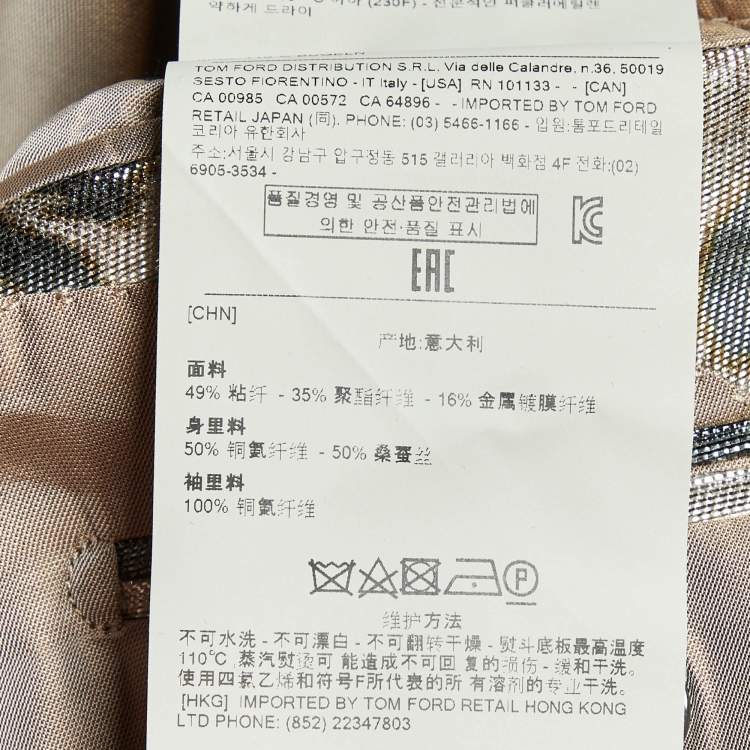 약하게 드라이
TOM FORD DISTRIBUTION S.R.L, Via delle Calandre, n.36, 50019
SESTO FIORENTINO - IT Italy - [USA] RN 101133 - - [CAN]
CA 00985 CA 00572 CA 64896 - - IMPORTED BY TOM FORD
RETAIL JAPAN (同). PHONE: (03) 5466-1166 - 입원:톰포드리테일
코리아 유한회사
주소:서울시 강남구 압구정동 515 갤러리아 백화점 4F 전화:(02)
6905-3534 -
품질경영 및 공산품안전관리법에
의한 안전·품질 표시
EAC
[CHN]
产地:意大利
面料
49% 粘纤 - 35% 聚酯纤维 - 16% 金属镀膜纤维
身里料
50% 铜氨纤维 - 50% 桑蚕丝
袖里料
100% 铜氨纤维
P
维护方法
不可水洗 - 不可漂白 - 不可翻转干燥 - 熨斗底板最高温度
110℃,蒸汽熨烫可 能造成不可回 复的损伤 - 缓和干洗。
使用四氯乙烯和符号F所代表的所 有溶剂的专业干洗。
[HKG] IMPORTED BY TOM FORD RETAIL HONG KONG
LTD PHONE: (852) 22347803